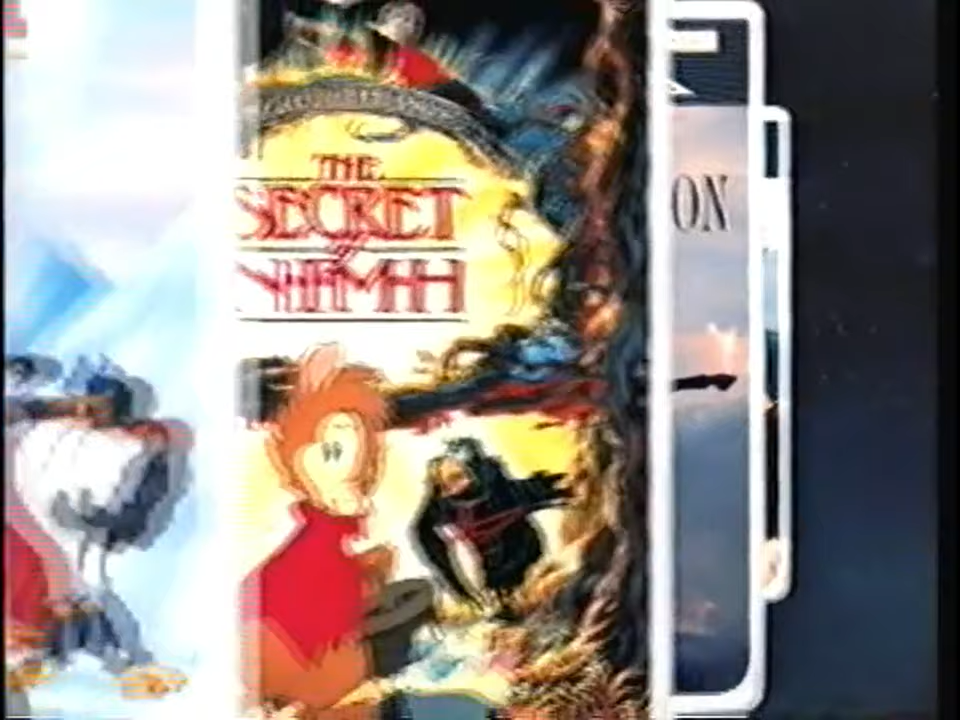 THE
SECRET
of
NIMH
ON